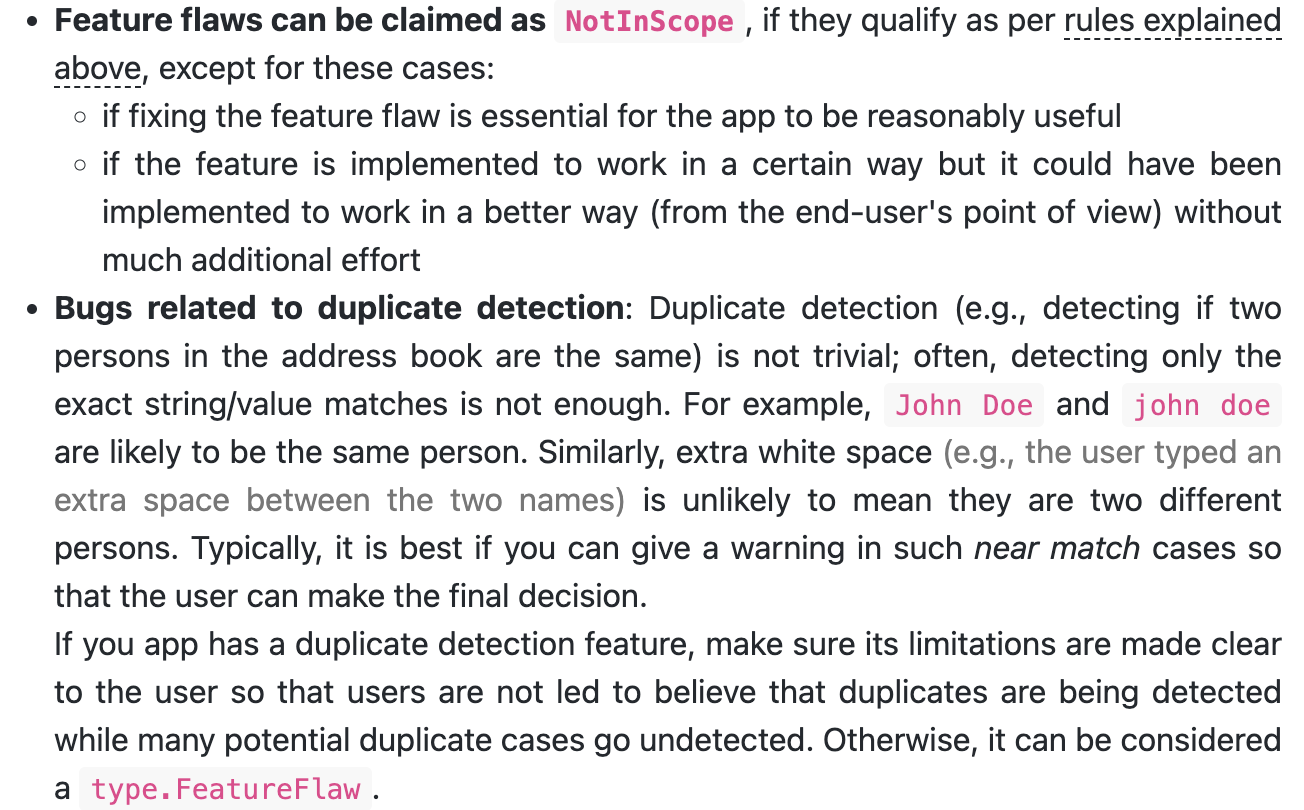 • Feature flaws can be claimed as NotInScope, if they qualify as per rules explained
above, except for these cases:
◦ if fixing the feature flaw is essential for the app to be reasonably useful
◦ if the feature is implemented to work in a certain way but it could have been
implemented to work in a better way (from the end-user's point of view) without
much additional effort
• Bugs related to duplicate detection: Duplicate detection (e.g., detecting if two
persons in the address book are the same) is not trivial; often, detecting only the
exact string/value matches is not enough. For example, John Doe and john doe
are likely to be the same person. Similarly, extra white space (e.g., the user typed an
extra space between the two names) is unlikely to mean they are two different
persons. Typically, it is best if you can give a warning in such near match cases so
that the user can make the final decision.
If you app has a duplicate detection feature, make sure its limitations are made clear
to the user so that users are not led to believe that duplicates are being detected
while many potential duplicate cases go undetected. Otherwise, it can be considered
a type.FeatureFlaw.